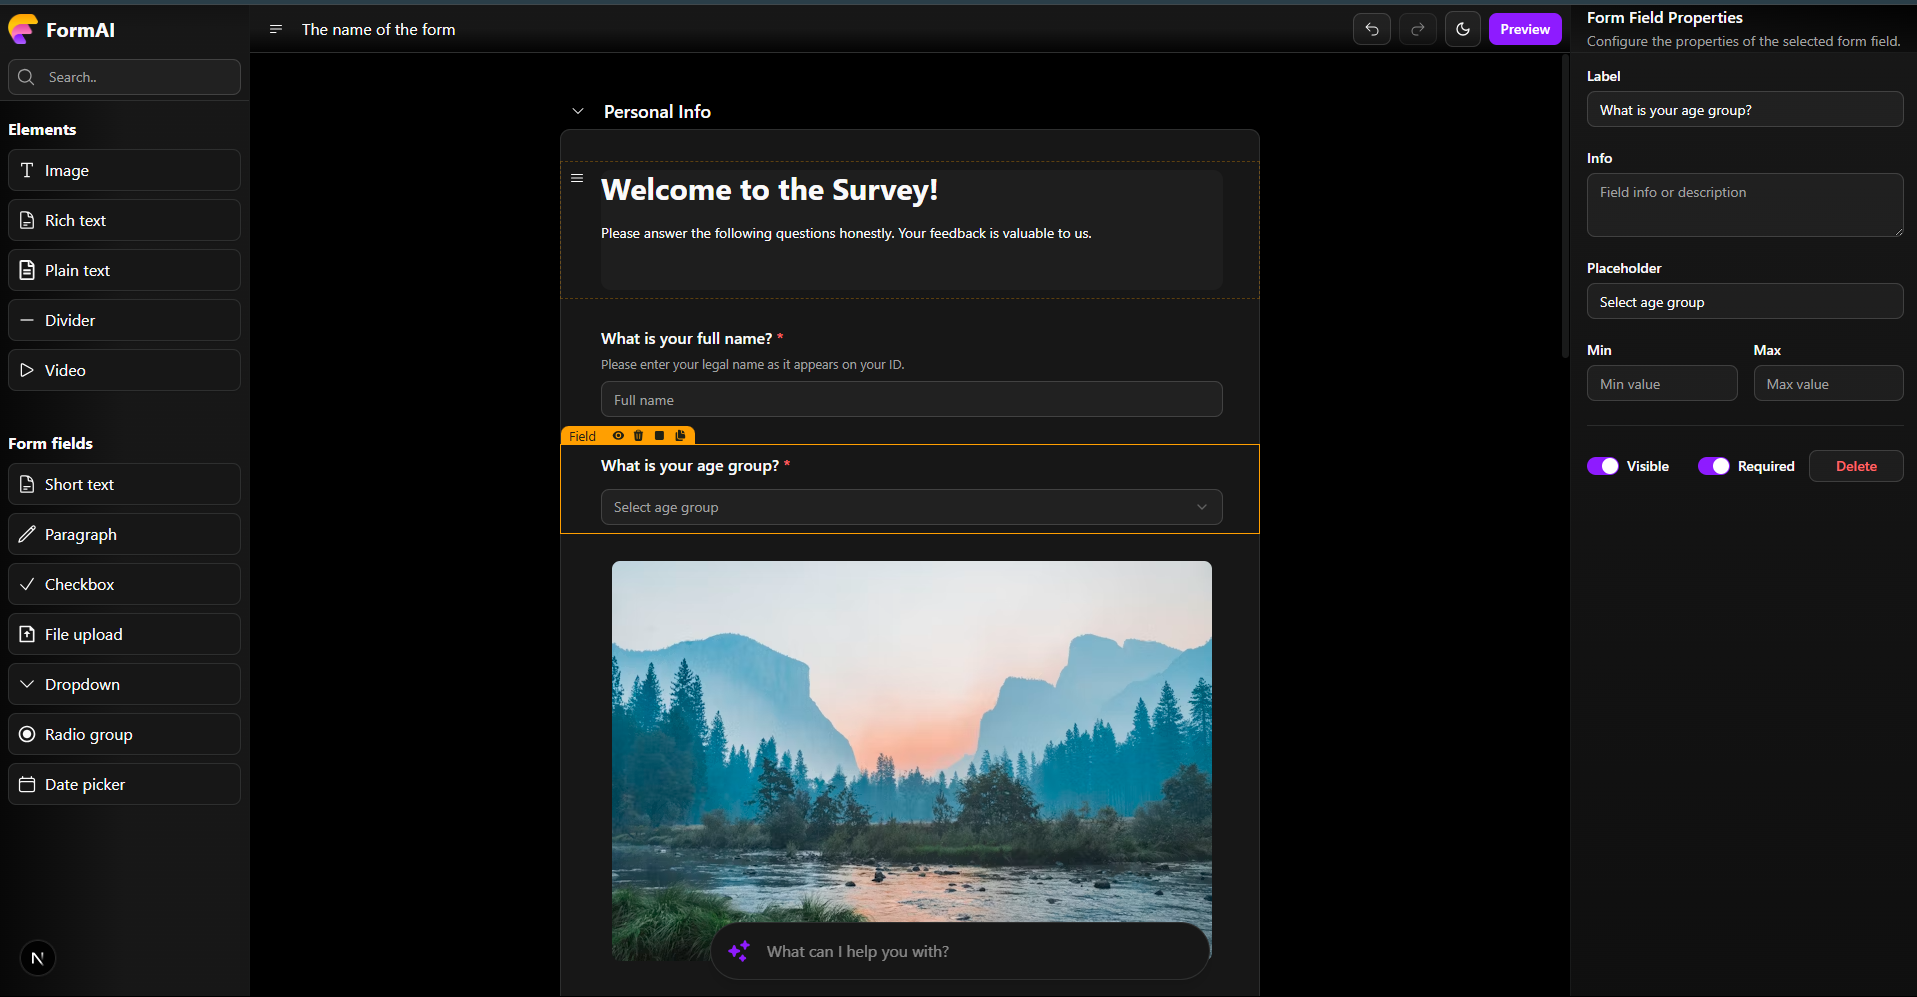 FormAI
Search..
Elements
Image
Rich text
Plain text
Divider
Video
Form fields
Short text
Paragraph
Checkbox
File upload
Dropdown
Radio group
Date picker
N
The name of the form
Preview
Personal Info
Welcome to the Survey!
Please answer the following questions honestly. Your feedback is valuable to us.
What is your full name? *
Please enter your legal name as it appears on your ID.
Full name
Field
What is your age group? *
Select age group
What can I help you with?
Form Field Properties
Configure the properties of the selected form field.
Label
What is your age group?
Info
Field info or description
Placeholder
Select age group
Min Max
Min value Max value
Visible Required Delete